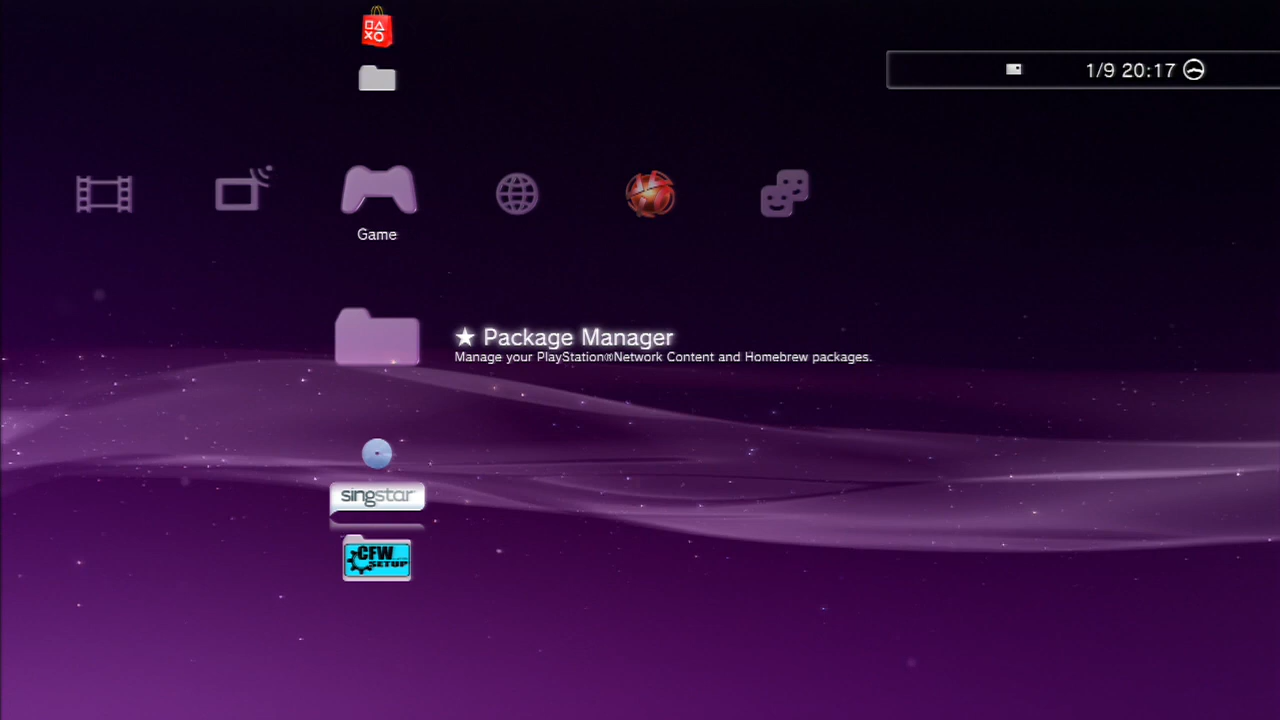 1/9 20:17
Game
★ Package Manager
Manage your PlayStation®Network Content and Homebrew packages.
singstar
CFW
SETUP